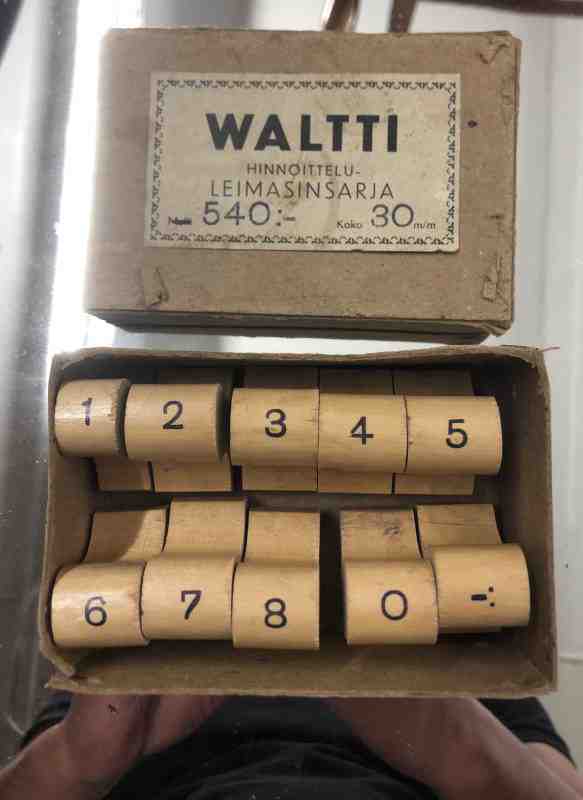 WALTTI
HINNOITTELU-
LEIMASINSARJA
540:- Koko 30 m/m
1 2 3 4 5
6 7 8 0 -: